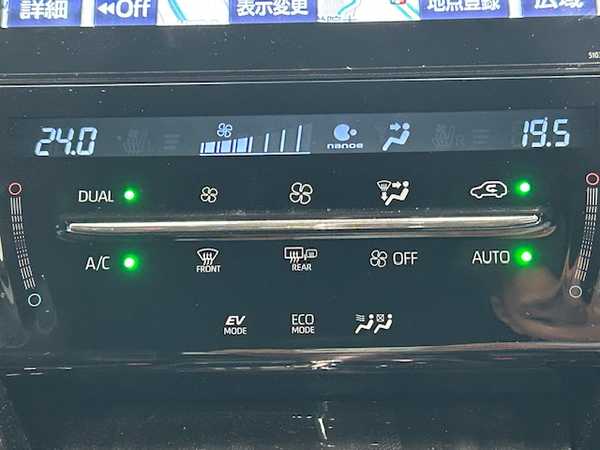 詳細 ◀◀Off 表示変更 地点登録 広域
510
24.0 nanoe 19.5
DUAL
A/C FRONT REAR OFF AUTO
EV MODE ECO MODE